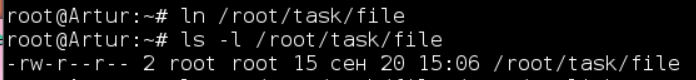 root@Artur:~# ln /root/task/file
root@Artur:~# ls -l /root/task/file
-rw-r--r-- 2 root root 15 сен 20 15:06 /root/task/file